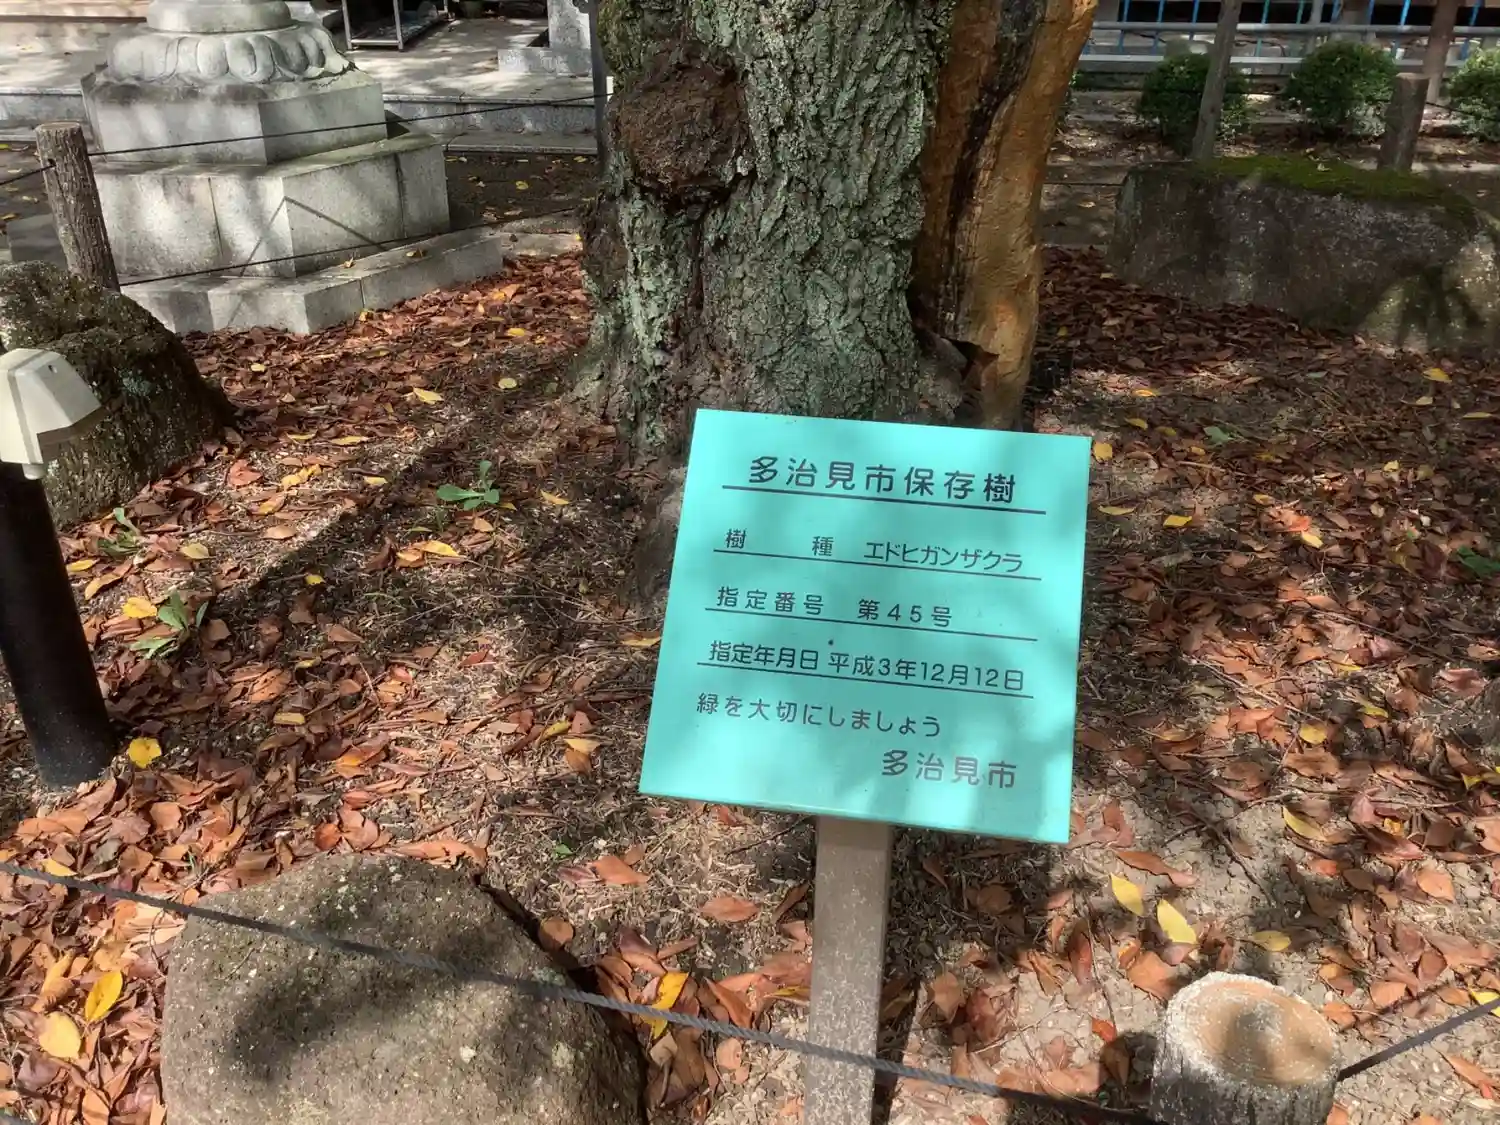 多治見市保存樹
樹 種 エドヒガンザクラ
指定番号 第45号
指定年月日 平成3年12月12日
緑を大切にしましょう
多治見市